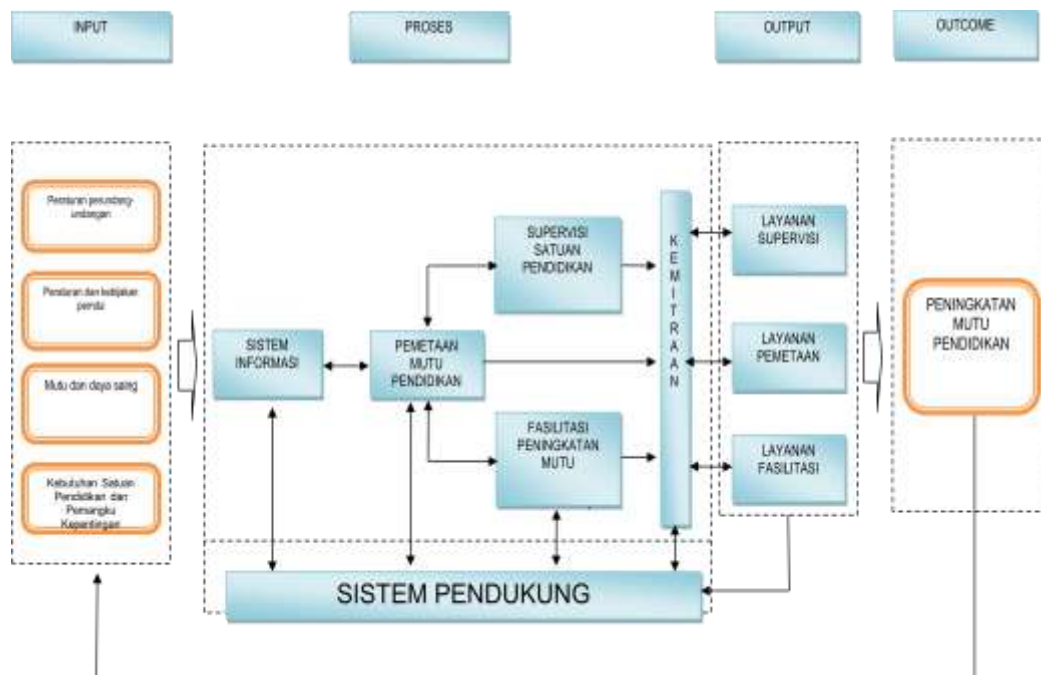 INPUT
PROSES
OUTPUT
OUTCOME
Peraturan perundang-
undangan
Peraturan dan kebijakan
pemda
Mutu dan daya saing
Kebutuhan Satuan
Pendidikan dan
Pemangku
Kepentingan
SISTEM
INFORMASI
PEMETAAN
MUTU
PENDIDIKAN
SUPERVISI
SATUAN
PENDIDIKAN
FASILITASI
PENINGKATAN
MUTU
K
E
M
I
T
R
A
A
N
LAYANAN
SUPERVISI
LAYANAN
PEMETAAN
LAYANAN
FASILITASI
PENINGKATAN
MUTU
PENDIDIKAN
SISTEM PENDUKUNG